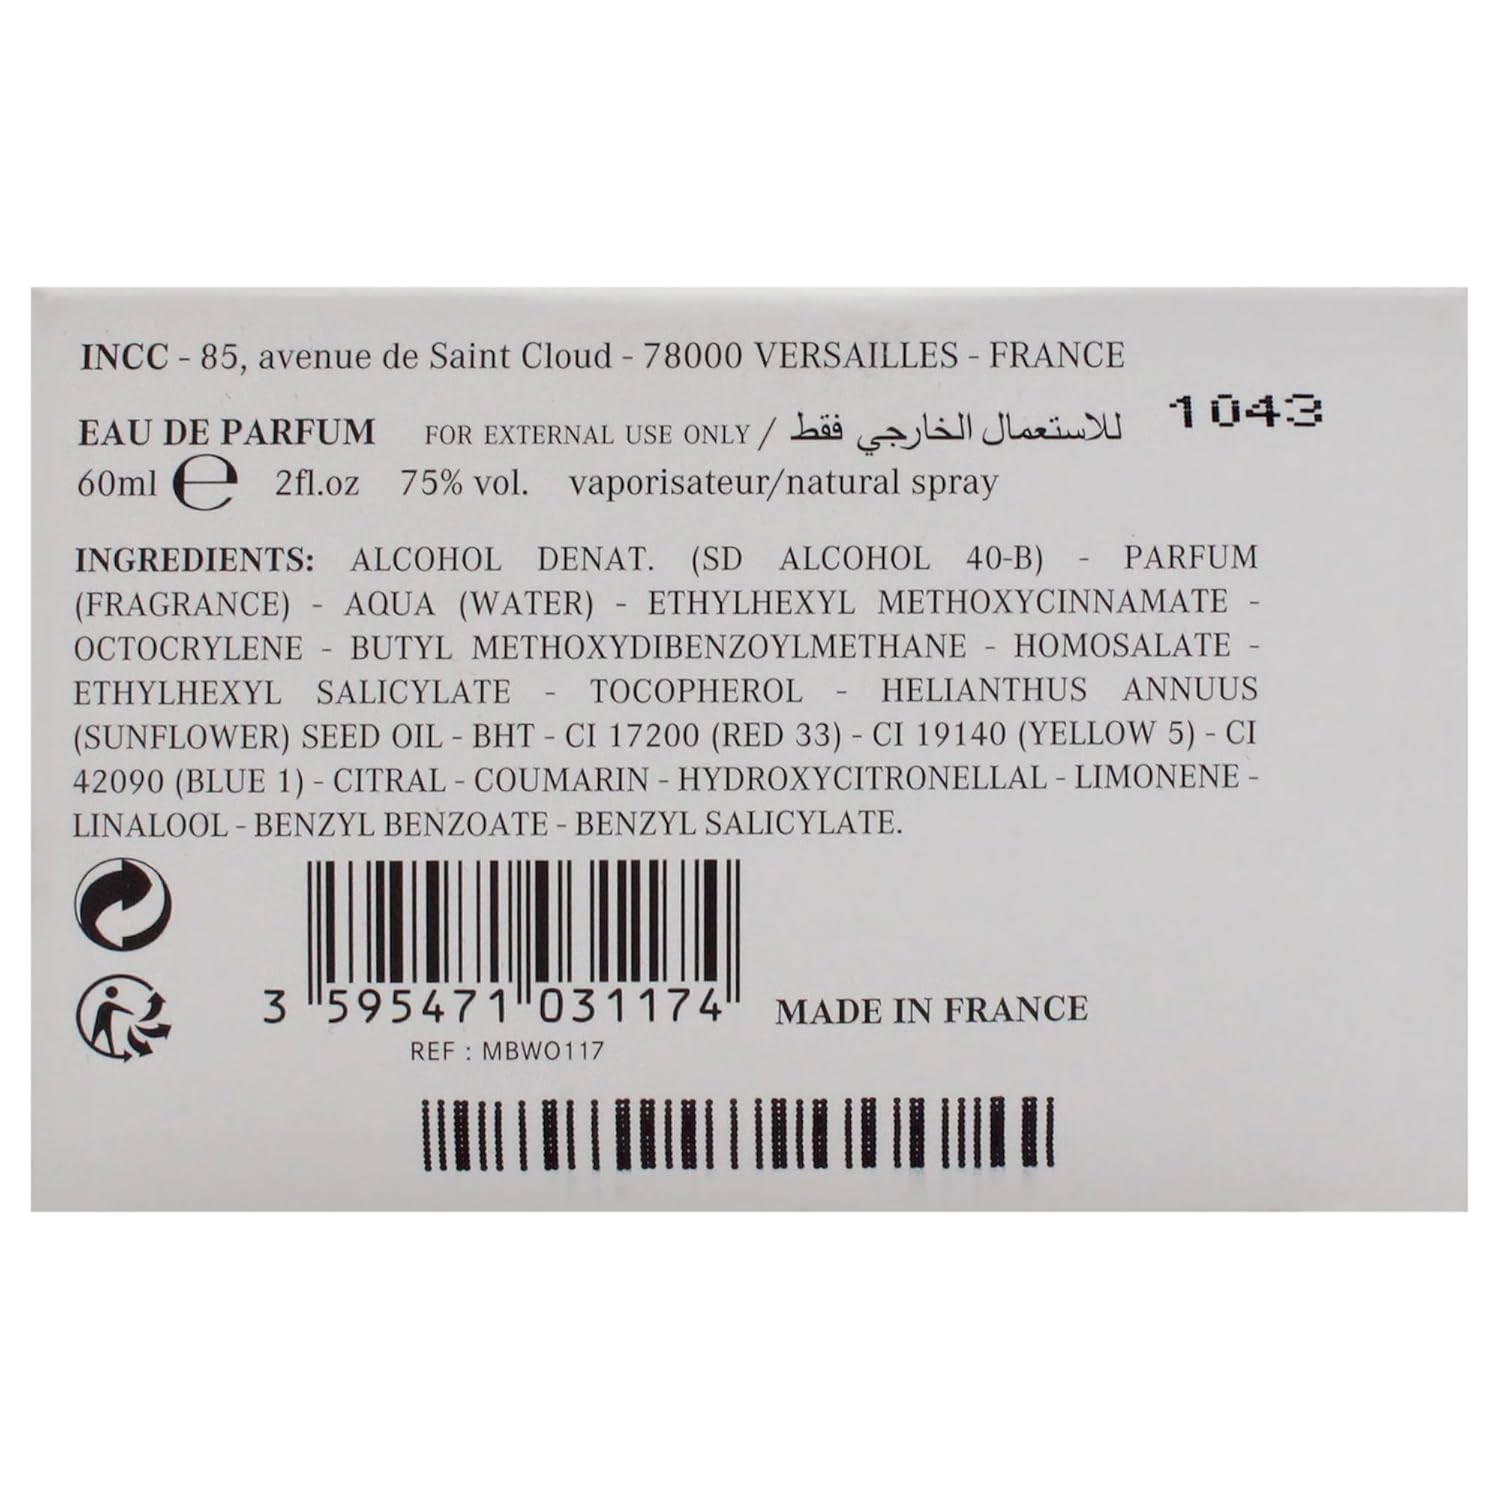 INCC - 85, avenue de Saint Cloud - 78000 VERSAILLES - FRANCE
1043
EAU DE PARFUM FOR EXTERNAL USE ONLY / للاستعمال الخارجي فقط
60ml e 2fl.oz 75% vol. vaporisateur/natural spray
INGREDIENTS: ALCOHOL DENAT. (SD ALCOHOL 40-B) - PARFUM
(FRAGRANCE) - AQUA (WATER) - ETHYLHEXYL METHOXYCINNAMATE -
OCTOCRYLENE - BUTYL METHOXYDIBENZOYLMETHANE - HOMOSALATE -
ETHYLHEXYL SALICYLATE - TOCOPHEROL - HELIANTHUS ANNUUS
(SUNFLOWER) SEED OIL - BHT - CI 17200 (RED 33) - CI 19140 (YELLOW 5) - CI
42090 (BLUE 1) - CITRAL - COUMARIN - HYDROXYCITRONELLAL - LIMONENE -
LINALOOL - BENZYL BENZOATE - BENZYL SALICYLATE.
3 595471 031174
MADE IN FRANCE
REF : MBWO117